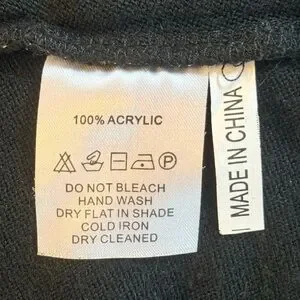 100% ACRYLIC
P
DO NOT BLEACH
HAND WASH
DRY FLAT IN SHADE
COLD IRON
DRY CLEANED
MADE IN CHINA